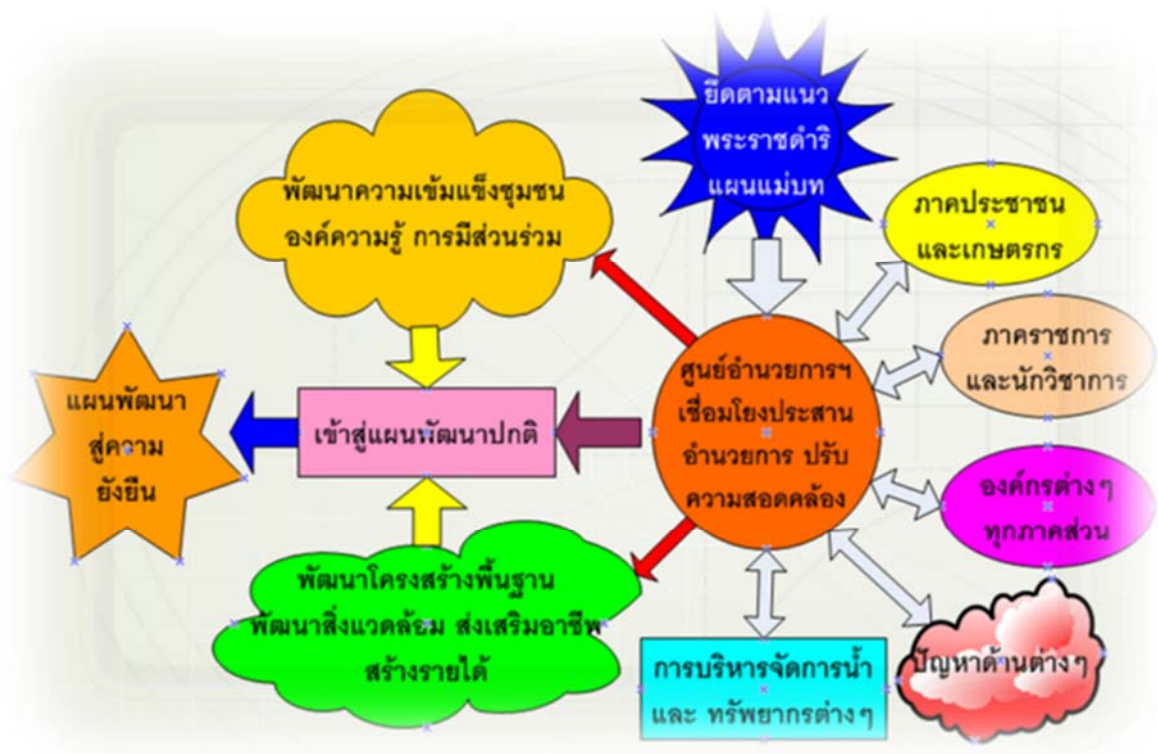 ยึดตามแนว
พระราชดำริ
แผนแม่บท
พัฒนาความเข้มแข็งชุมชน
องค์ความรู้ การมีส่วนร่วม
ภาคประชาชน
และเกษตรกร
ภาคราชการ
และนักวิชาการ
ศูนย์อำนวยการฯ
เชื่อมโยงประสาน
อำนวยการ ปรับ
ความสอดคล้อง
เข้าสู่แผนพัฒนาปกติ
แผนพัฒนา
สู่ความ
ยั่งยืน
องค์กรต่างๆ
ทุกภาคส่วน
พัฒนาโครงสร้างพื้นฐาน
พัฒนาสิ่งแวดล้อม ส่งเสริมอาชีพ
สร้างรายได้
การบริหารจัดการน้ำ
และ ทรัพยากรต่างๆ
ปัญหาด้านต่างๆ